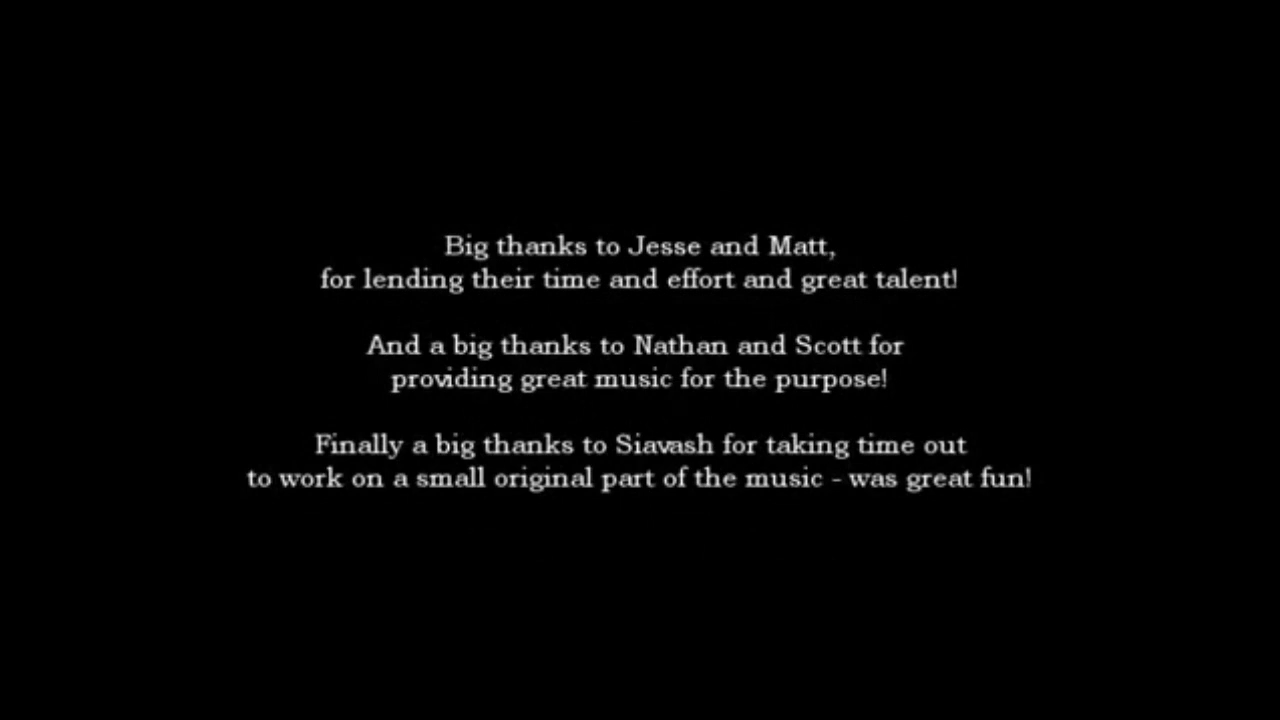 Big thanks to Jesse and Matt,
for lending their time and effort and great talent!
And a big thanks to Nathan and Scott for
providing great music for the purpose!
Finally a big thanks to Siavash for taking time out
to work on a small original part of the music - was great fun!